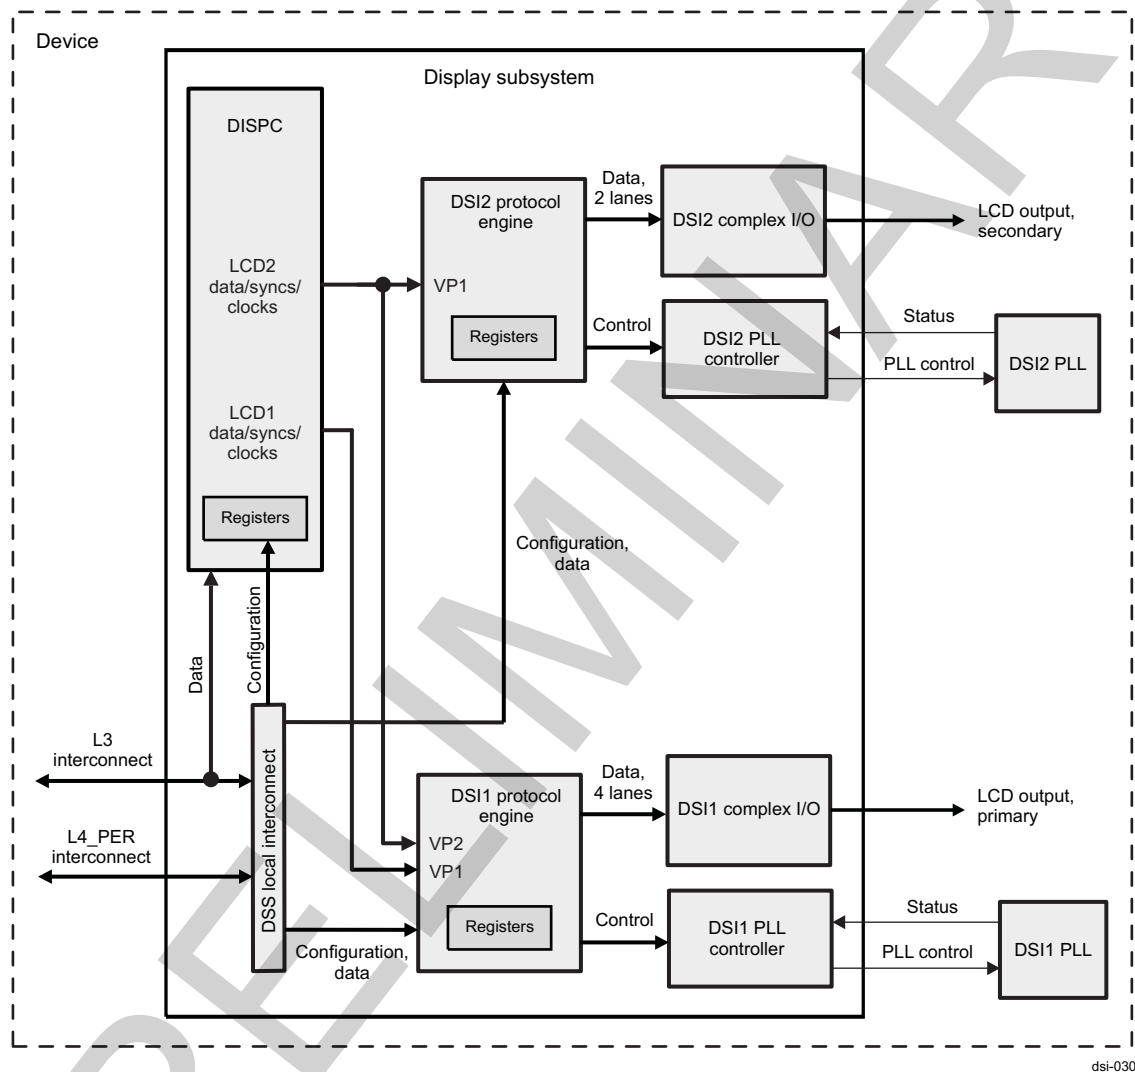 Device
Display subsystem
DISPC
LCD2
data/syncs/
clocks
LCD1
data/syncs/
clocks
Registers
DSI2 protocol
engine
VP1
Registers
Data,
2 lanes
DSI2 complex I/O
LCD output,
secondary
Control
DSI2 PLL
controller
Status
PLL control
DSI2 PLL
Configuration,
data
Configuration
Data
L3
interconnect
L4_PER
interconnect
DSS local interconnect
Configuration,
data
DSI1 protocol
engine
VP2
VP1
Registers
Data,
4 lanes
DSI1 complex I/O
LCD output,
primary
Control
DSI1 PLL
controller
Status
PLL control
DSI1 PLL
dsi-030
PRELIMINAR